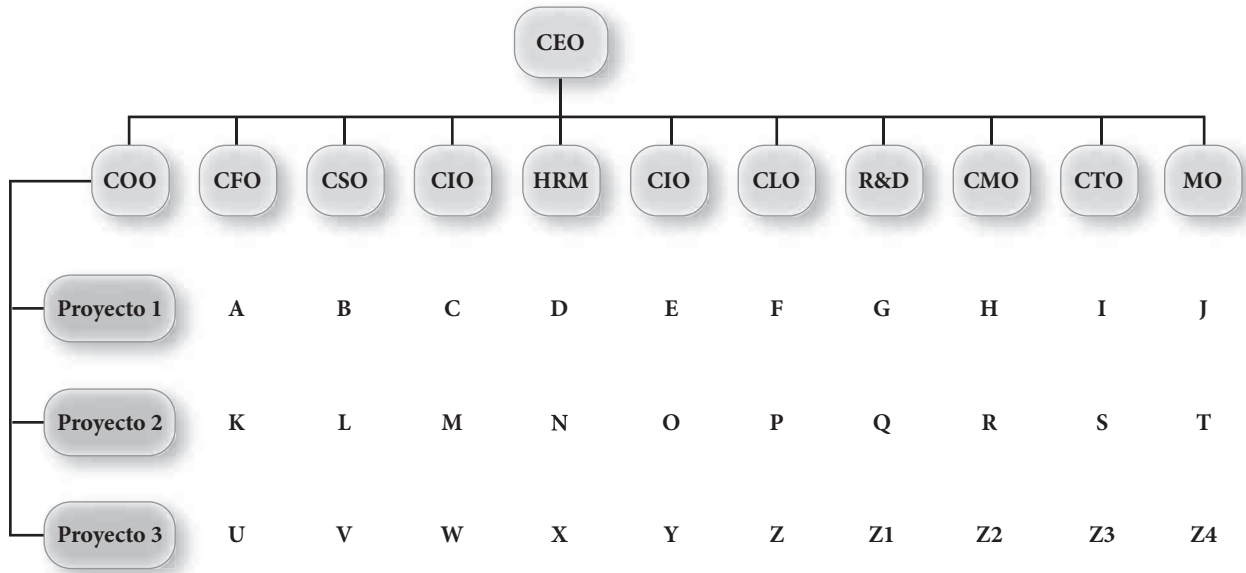 CEO
COO CFO CSO CIO HRM CIO CLO R&D CMO CTO MO
Proyecto 1 A B C D E F G H I J
Proyecto 2 K L M N O P Q R S T
Proyecto 3 U V W X Y Z Z1 Z2 Z3 Z4